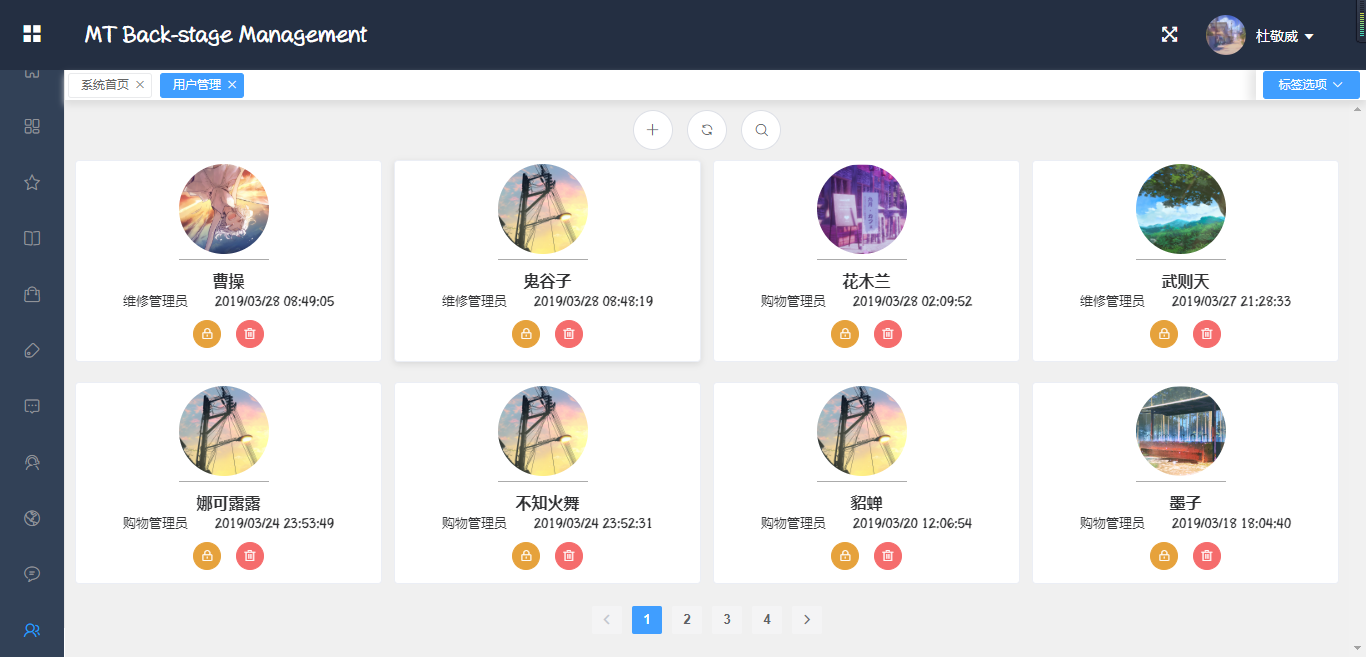 MT Back-stage Management
杜敬威
系统首页 用户管理 标签选项
曹操
维修管理员 2019/03/28 08:49:05
鬼谷子
维修管理员 2019/03/28 08:48:19
花木兰
购物管理员 2019/03/28 02:09:52
武则天
维修管理员 2019/03/27 21:28:33
娜可露露
购物管理员 2019/03/24 23:53:49
不知火舞
购物管理员 2019/03/24 23:52:31
貂蝉
购物管理员 2019/03/20 12:06:54
墨子
购物管理员 2019/03/18 18:04:40
1 2 3 4